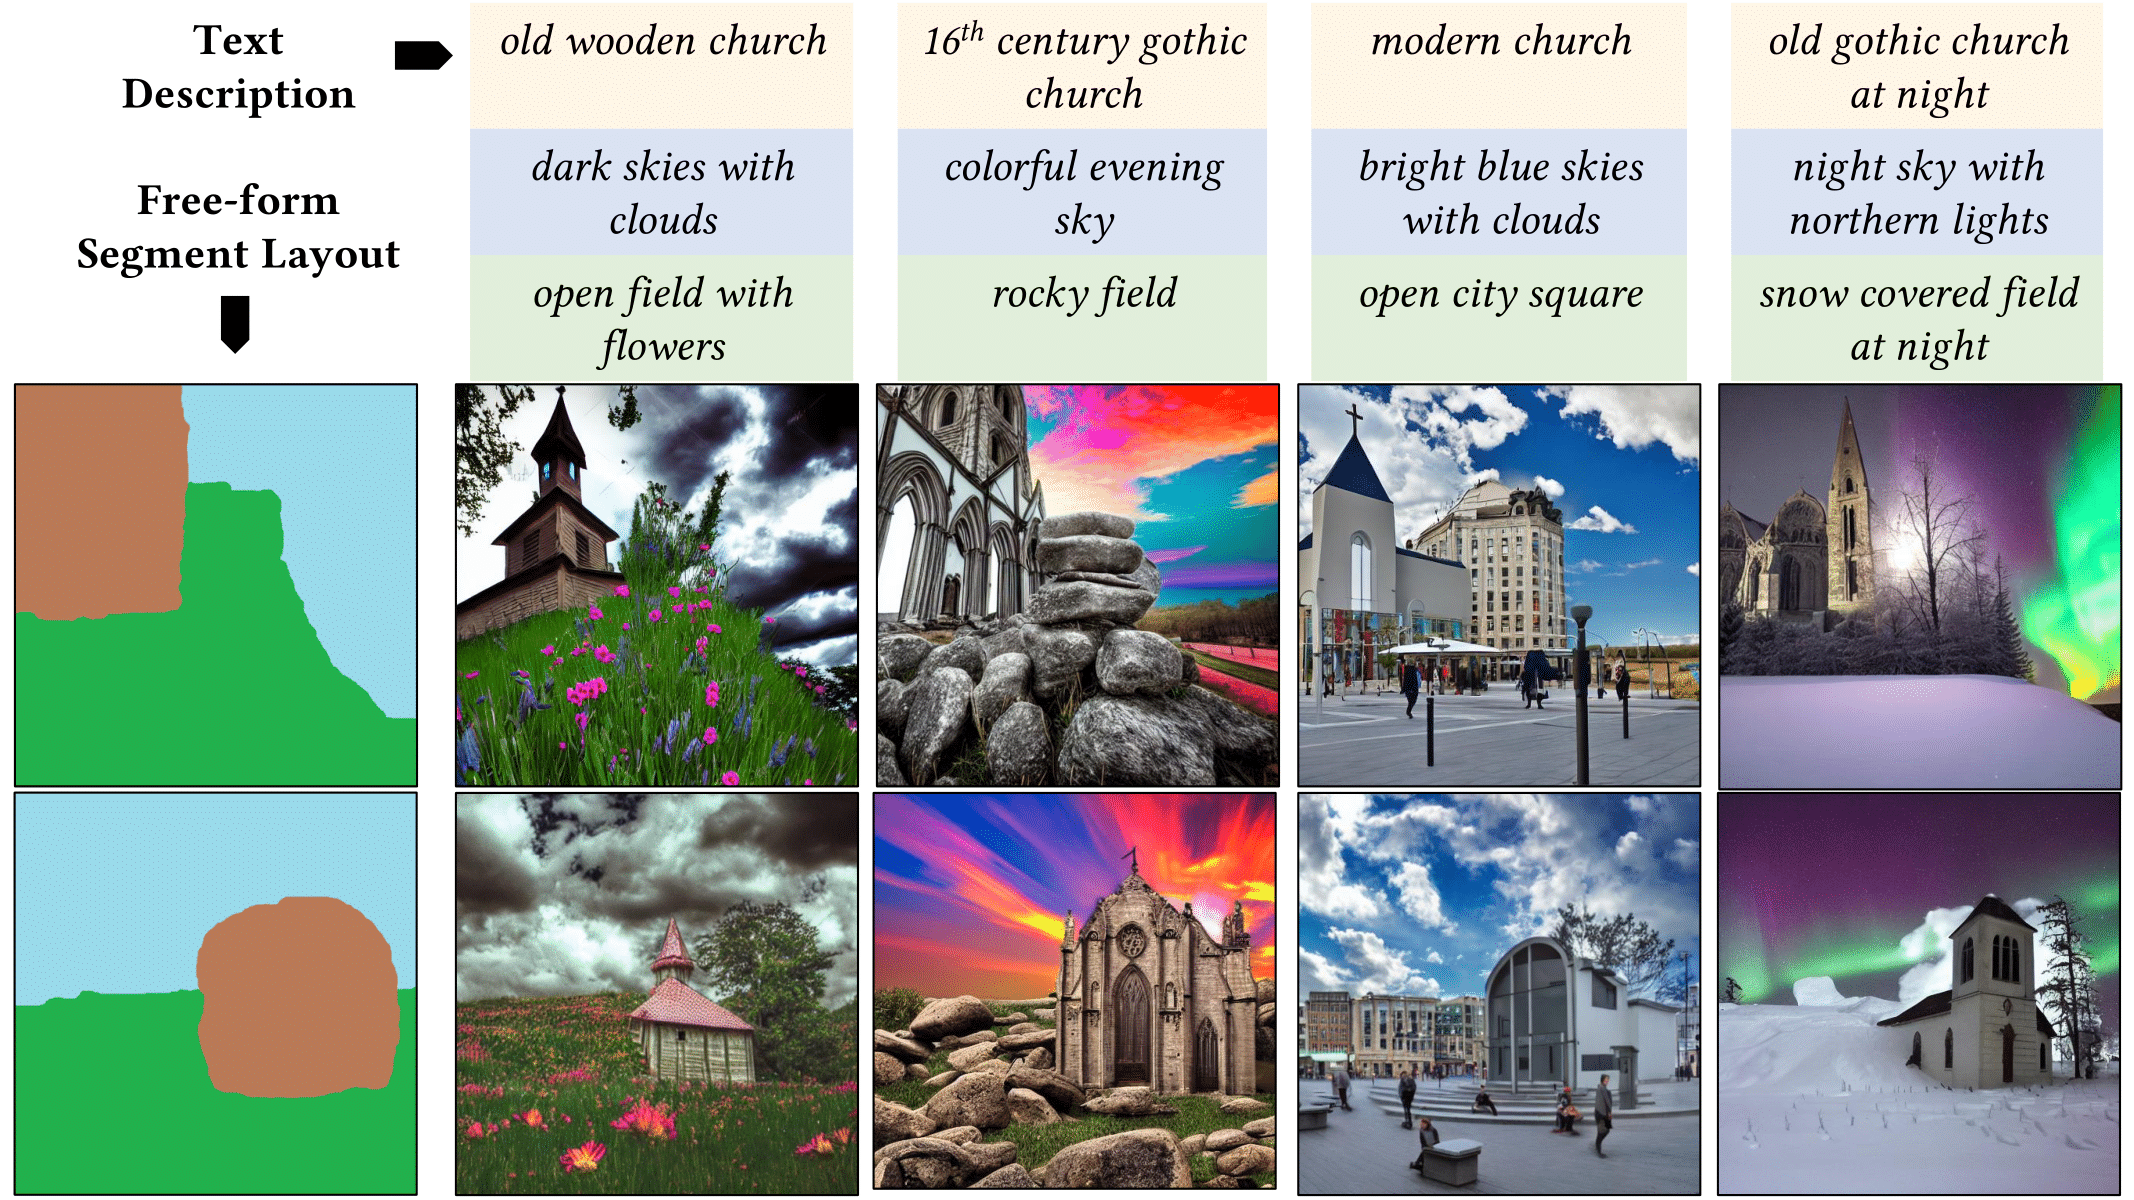 Text
Description
Free-form
Segment Layout
old wooden church
dark skies with
clouds
open field with
flowers
16th century gothic
church
colorful evening
sky
rocky field
modern church
bright blue skies
with clouds
open city square
old gothic church
at night
night sky with
northern lights
snow covered field
at night